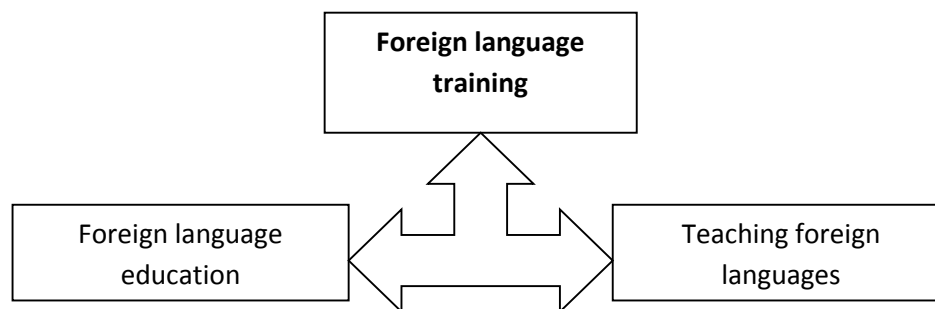 Foreign language
training
Foreign language
education
Teaching foreign
languages